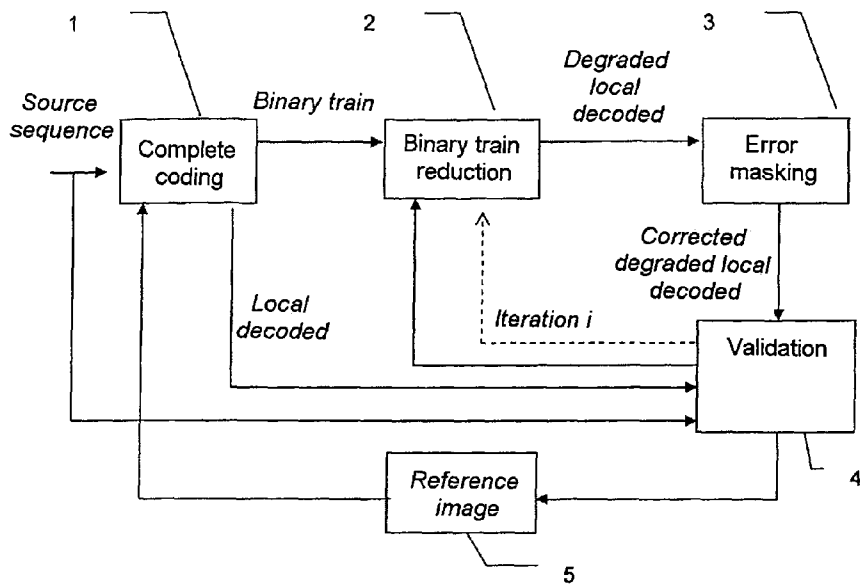 1
2
3
Source
sequence
Binary train
Degraded
local
decoded
Complete
coding
Binary train
reduction
Error
masking
Corrected
degraded local
decoded
Local
decoded
Iteration i
Validation
Reference
image
4
5